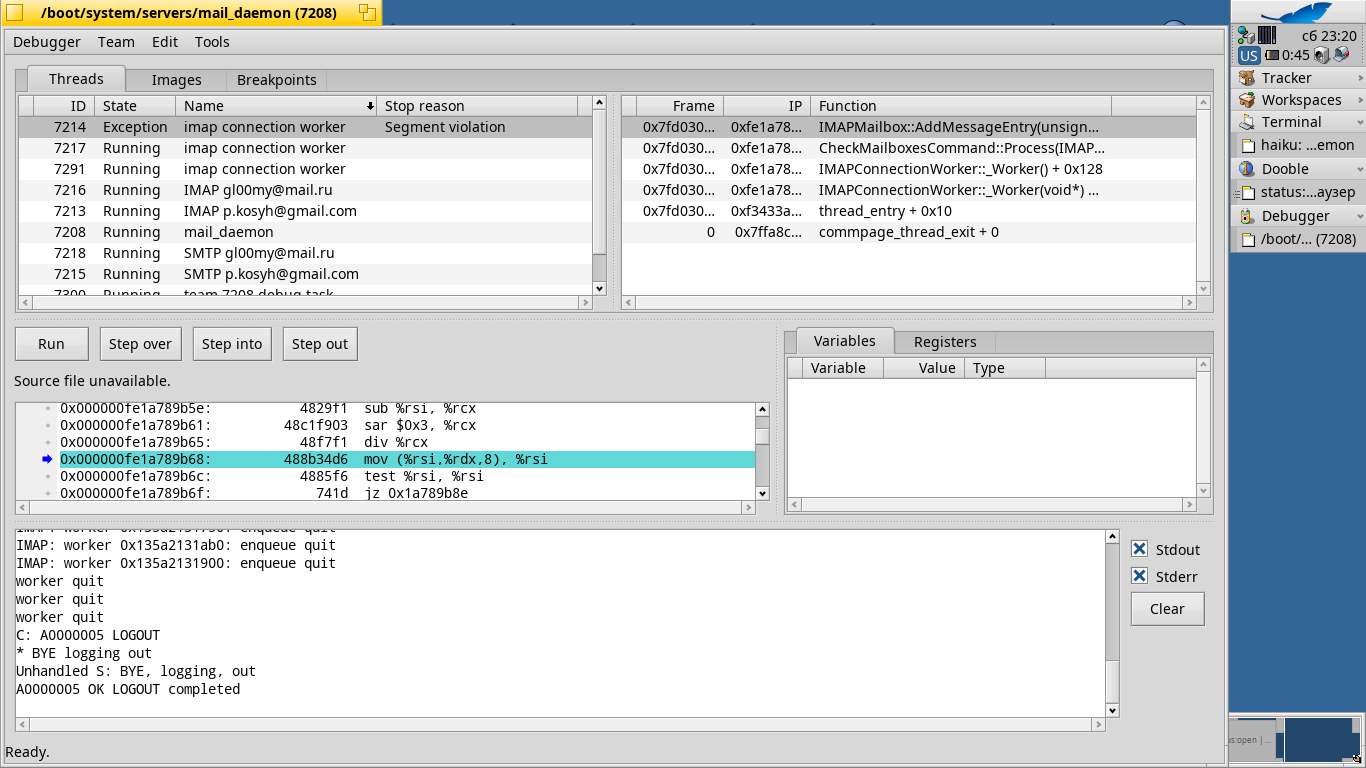 /boot/system/servers/mail_daemon (7208)
Debugger Team Edit Tools
Threads Images Breakpoints
ID State Name Stop reason
7214 Exception imap connection worker Segment violation
7217 Running imap connection worker
7291 Running imap connection worker
7216 Running IMAP gl00my@mail.ru
7213 Running IMAP p.kosyh@gmail.com
7208 Running mail_daemon
7218 Running SMTP gl00my@mail.ru
7215 Running SMTP p.kosyh@gmail.com
7300 Running team 7208 debug task
Frame IP Function
0x7fd030... 0xfe1a78... IMAPMailbox::AddMessageEntry(unsign...
0x7fd030... 0xfe1a78... CheckMailboxesCommand::Process(IMAP...
0x7fd030... 0xfe1a78... IMAPConnectionWorker::_Worker() + 0x128
0x7fd030... 0xfe1a78... IMAPConnectionWorker::_Worker(void*) ...
0x7fd030... 0xf3433a... thread_entry + 0x10
0 0x7ffa8c... commpage_thread_exit + 0
Run Step over Step into Step out
Source file unavailable.
0x000000fe1a789b5e: 4829f1 sub %rsi, %rcx
0x000000fe1a789b61: 48c1f903 sar $0x3, %rcx
0x000000fe1a789b65: 48f7f1 div %rcx
0x000000fe1a789b68: 488b34d6 mov (%rsi,%rdx,8), %rsi
0x000000fe1a789b6c: 4885f6 test %rsi, %rsi
0x000000fe1a789b6f: 741d jz 0x1a789b8e
Variables Registers
Variable Value Type
IMAP: worker 0x135a2131ab0: enqueue quit
IMAP: worker 0x135a2131900: enqueue quit
worker quit
worker quit
worker quit
C: A0000005 LOGOUT
* BYE logging out
Unhandled S: BYE, logging, out
A0000005 OK LOGOUT completed
Stdout
Stderr
Clear
Ready.
сб 23:20
US 0:45
Tracker
Workspaces
Terminal
haiku: ...emon
Dooble
status:...аузер
Debugger
/boot/... (7208)